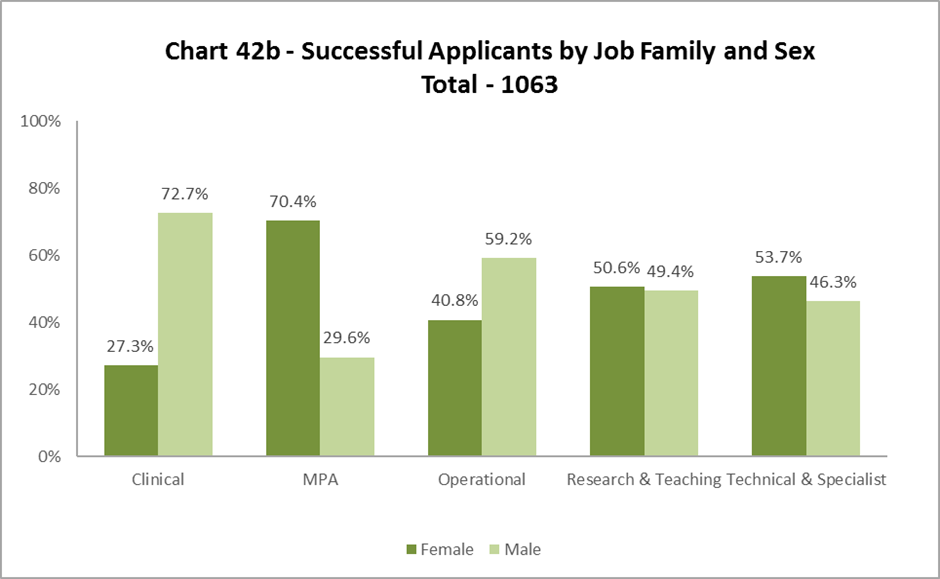 Chart 42b - Successful Applicants by Job Family and Sex
Total - 1063
100%
80%
60%
40%
20%
0%
27.3%
72.7%
70.4%
29.6%
40.8%
59.2%
50.6%
49.4%
53.7%
46.3%
Clinical
MPA
Operational
Research & Teaching
Technical & Specialist
Female
Male